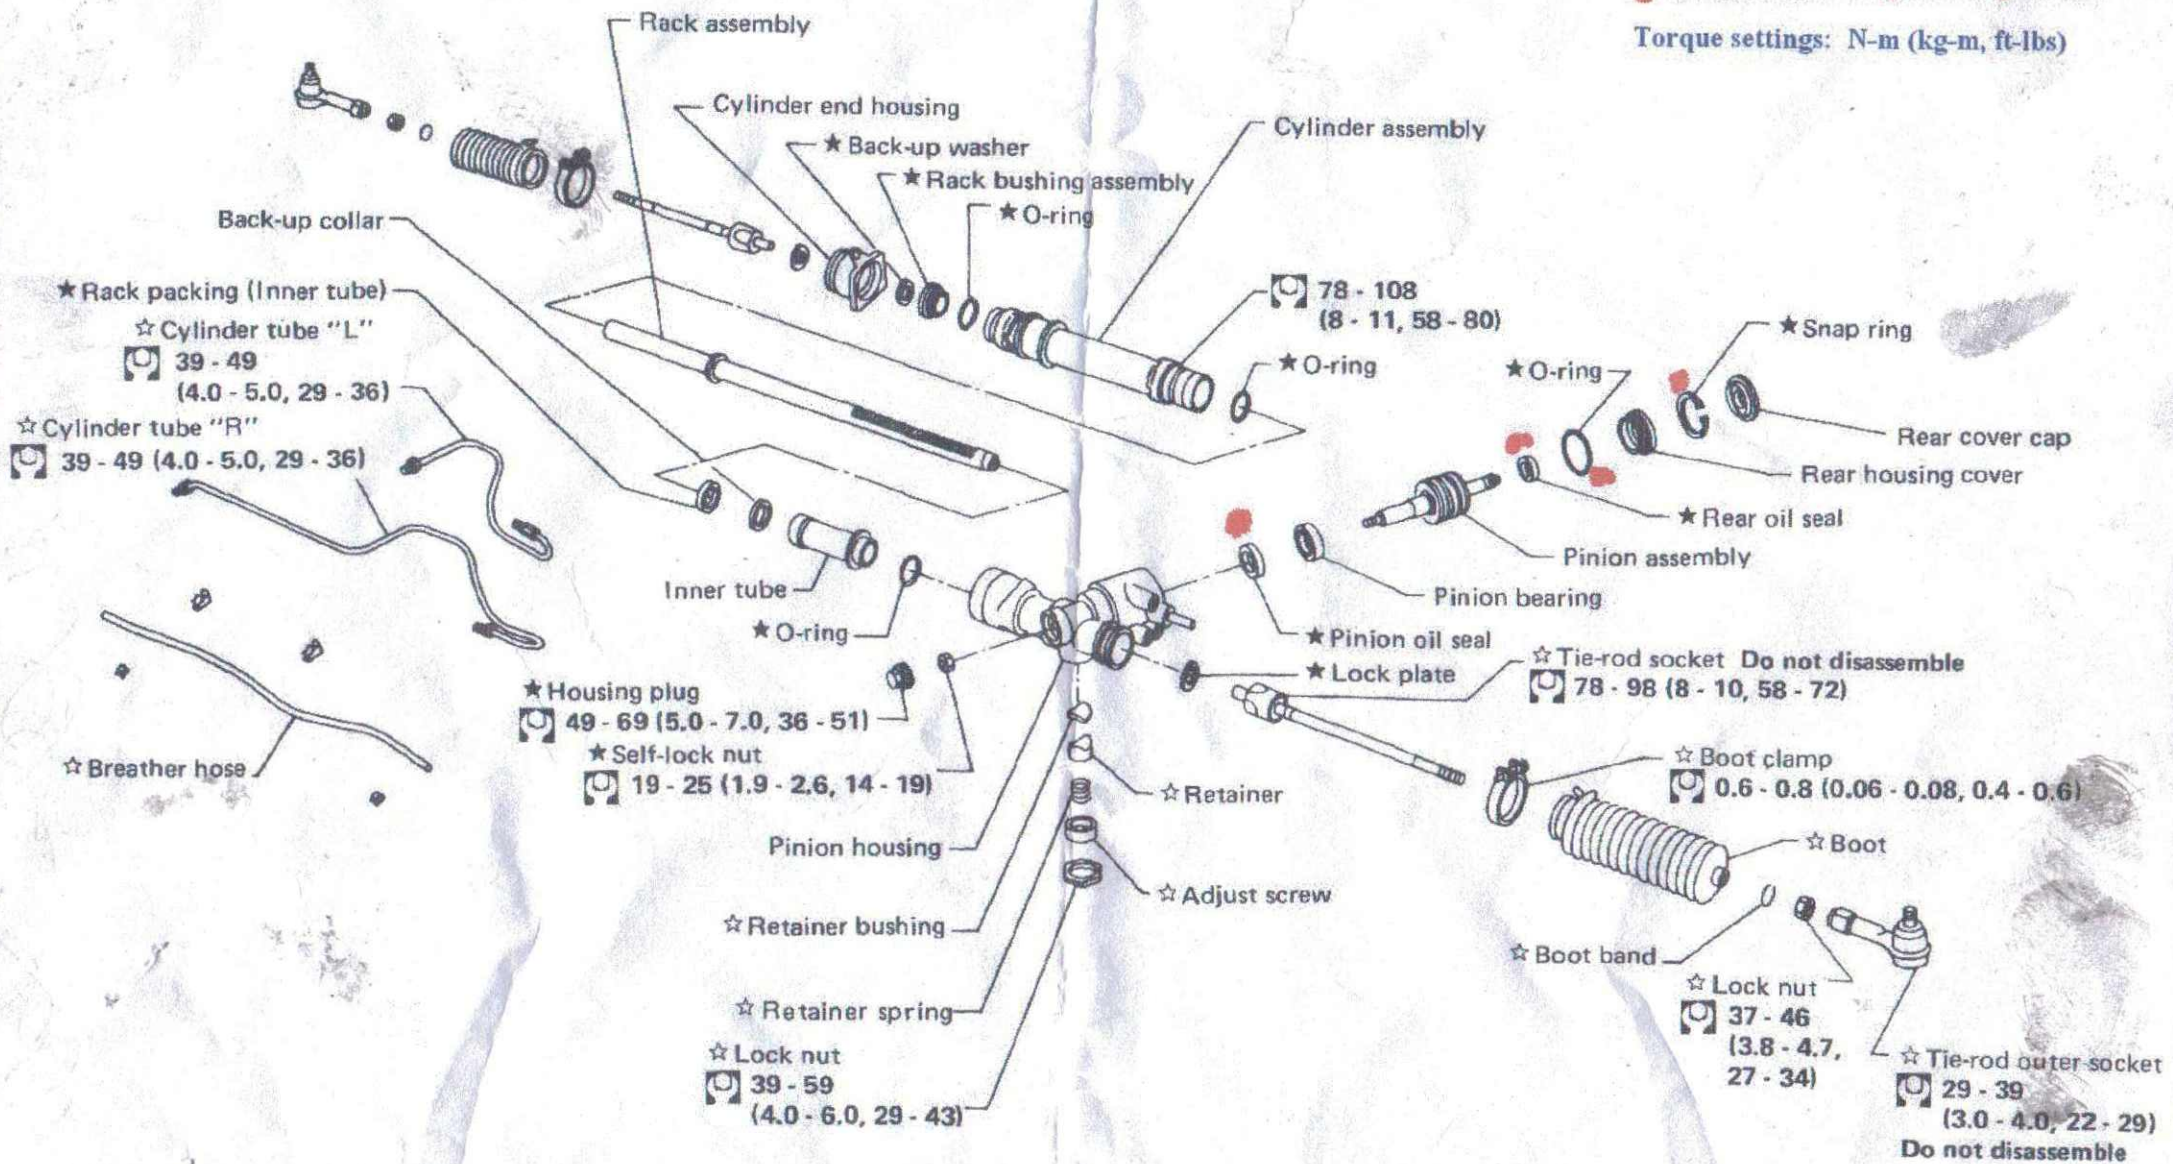 Torque settings: N-m (kg-m, ft-lbs)
Rack assembly
Cylinder end housing
★ Back-up washer
★ Rack bushing assembly
★ O-ring
Cylinder assembly
Back-up collar
★ Rack packing (Inner tube)
☆ Cylinder tube "L"
39 - 49
(4.0 - 5.0, 29 - 36)
☆ Cylinder tube "R"
39 - 49 (4.0 - 5.0, 29 - 36)
78 - 108
(8 - 11, 58 - 80)
★ O-ring
★ Snap ring
★ O-ring
Rear cover cap
Rear housing cover
★ Rear oil seal
Pinion assembly
Pinion bearing
★ Pinion oil seal
★ Lock plate
Inner tube
★ O-ring
☆ Tie-rod socket Do not disassemble
78 - 98 (8 - 10, 58 - 72)
★ Housing plug
49 - 69 (5.0 - 7.0, 36 - 51)
★ Self-lock nut
19 - 25 (1.9 - 2.6, 14 - 19)
☆ Breather hose
☆ Boot clamp
0.6 - 0.8 (0.06 - 0.08, 0.4 - 0.6)
☆ Retainer
Pinion housing
☆ Boot
☆ Adjust screw
☆ Retainer bushing
☆ Boot band
☆ Retainer spring
☆ Lock nut
37 - 46
(3.8 - 4.7,
27 - 34)
☆ Lock nut
39 - 59
(4.0 - 6.0, 29 - 43)
☆ Tie-rod outer socket
29 - 39
(3.0 - 4.0, 22 - 29)
Do not disassemble